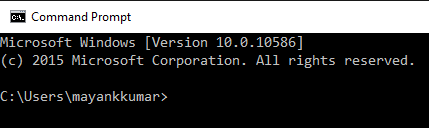 Command Prompt
Microsoft Windows [Version 10.0.10586]
(c) 2015 Microsoft Corporation. All rights reserved.
C:\Users\mayankkumar>